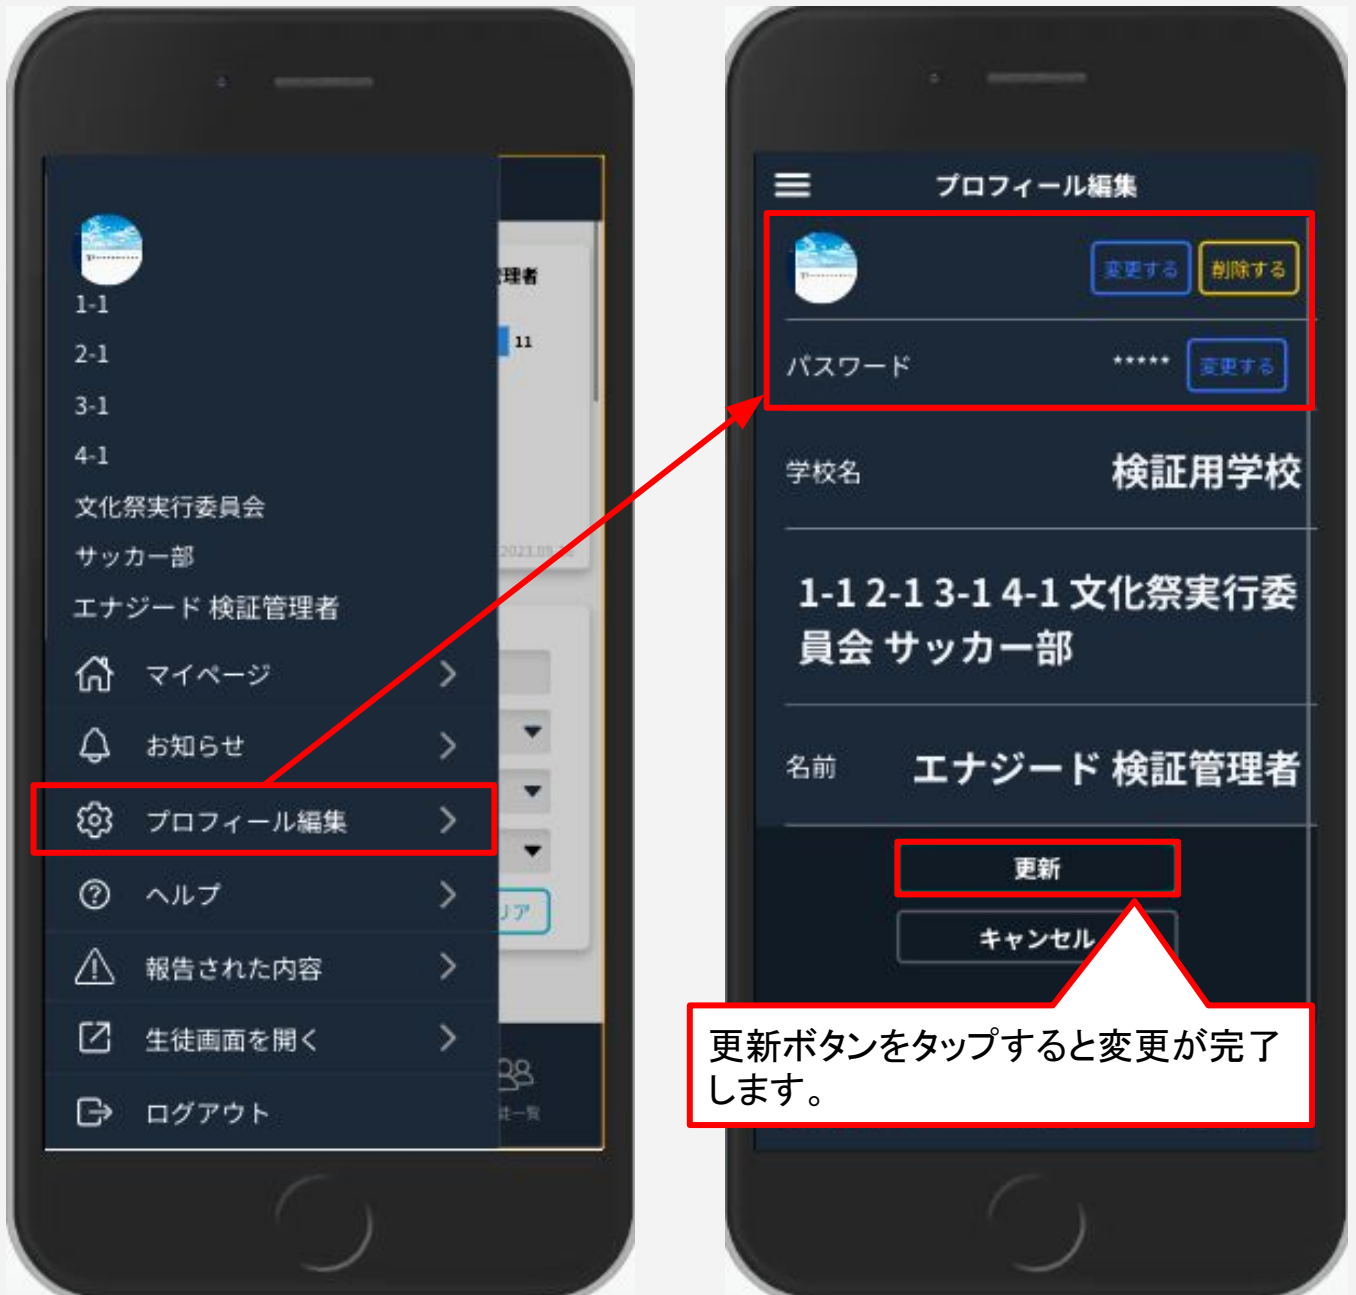 1-1
2-1
3-1
4-1
文化祭実行委員会
サッカー部
エナジード 検証管理者
マイページ
お知らせ
プロフィール編集
ヘルプ
報告された内容
生徒画面を開く
ログアウト
理者
11
リア
プロフィール編集
変更する 削除する
パスワード ***** 変更する
学校名 検証用学校
1-1 2-1 3-1 4-1 文化祭実行委
員会 サッカー部
名前 エナジード 検証管理者
更新
キャンセル
更新ボタンをタップすると変更が完了
します。